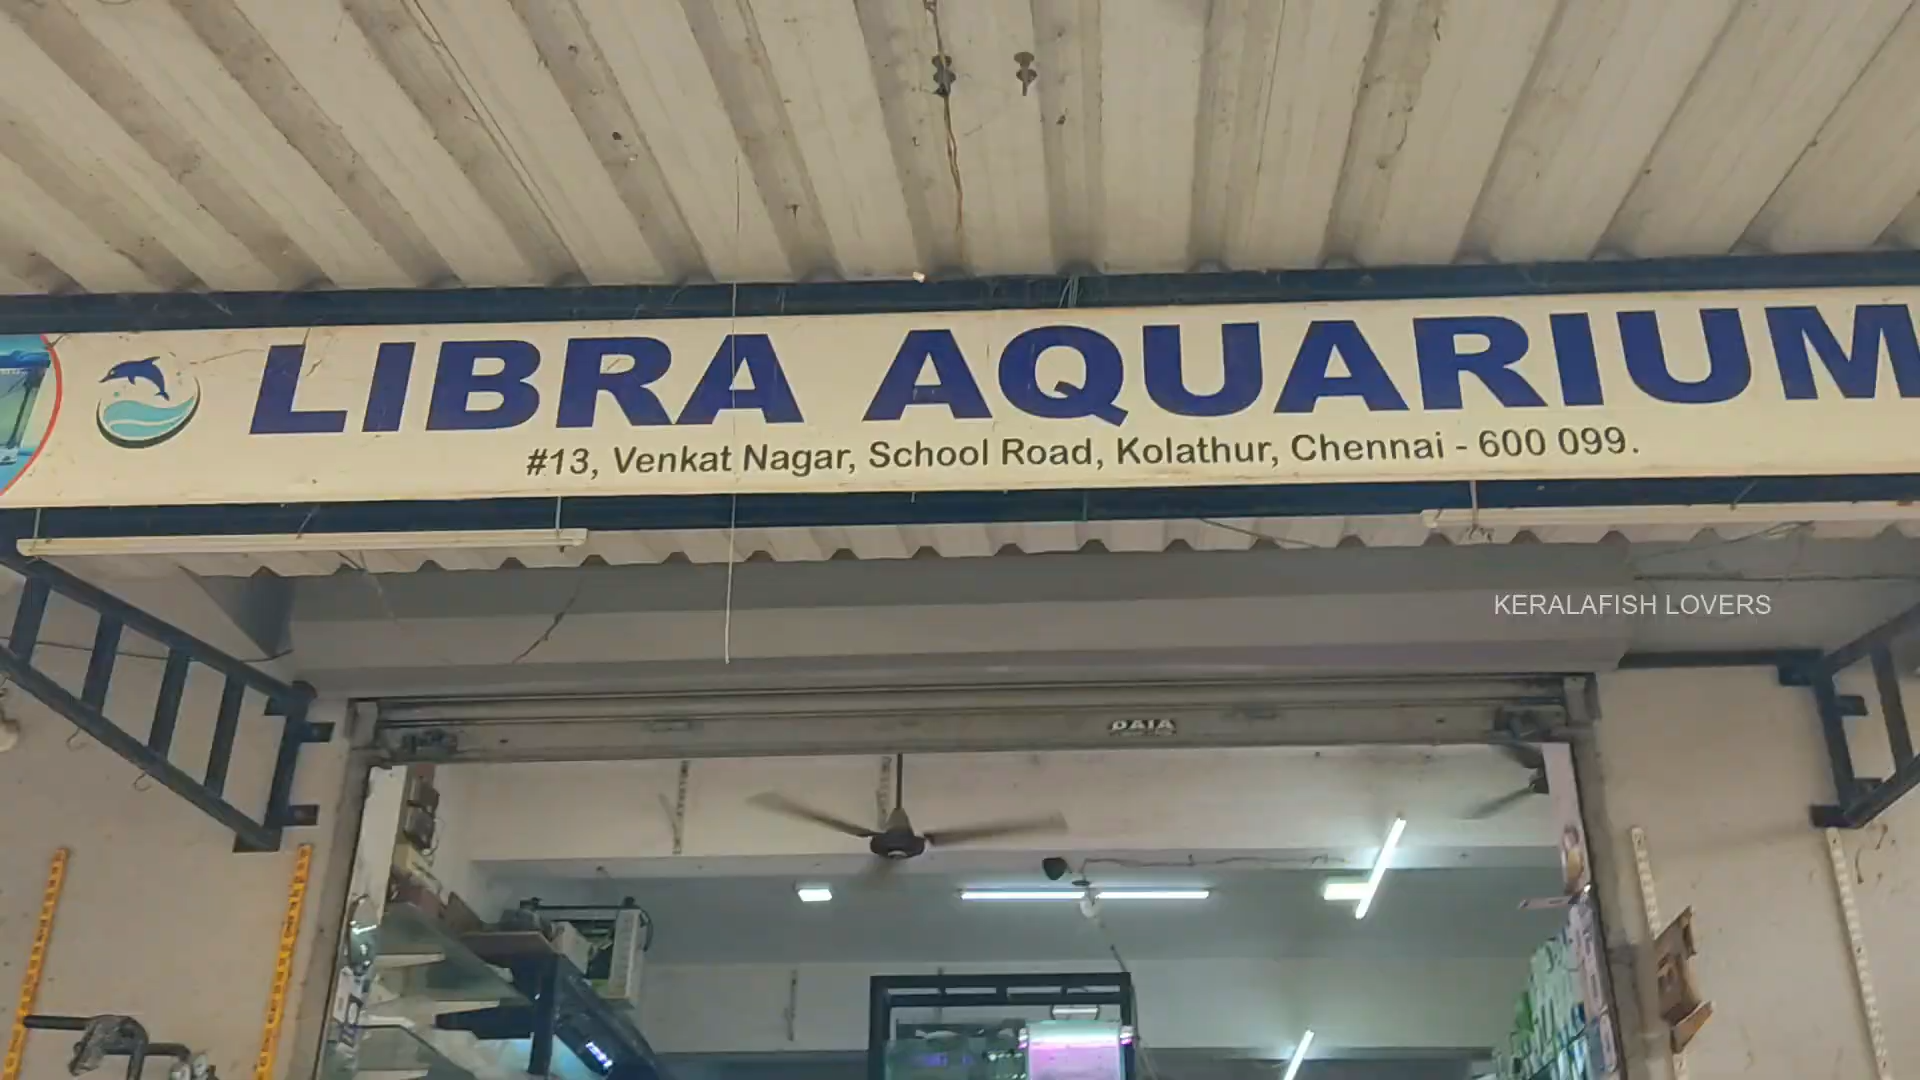 LIBRA AQUARIUM
#13, Venkat Nagar, School Road, Kolathur, Chennai - 600 099.
KERALAFISH LOVERS